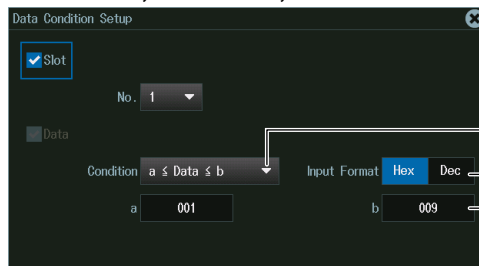 Data Condition Setup
Slot
No. 1
Data
Condition a ≤ Data ≤ b Input Format Hex Dec
a 001 b 009